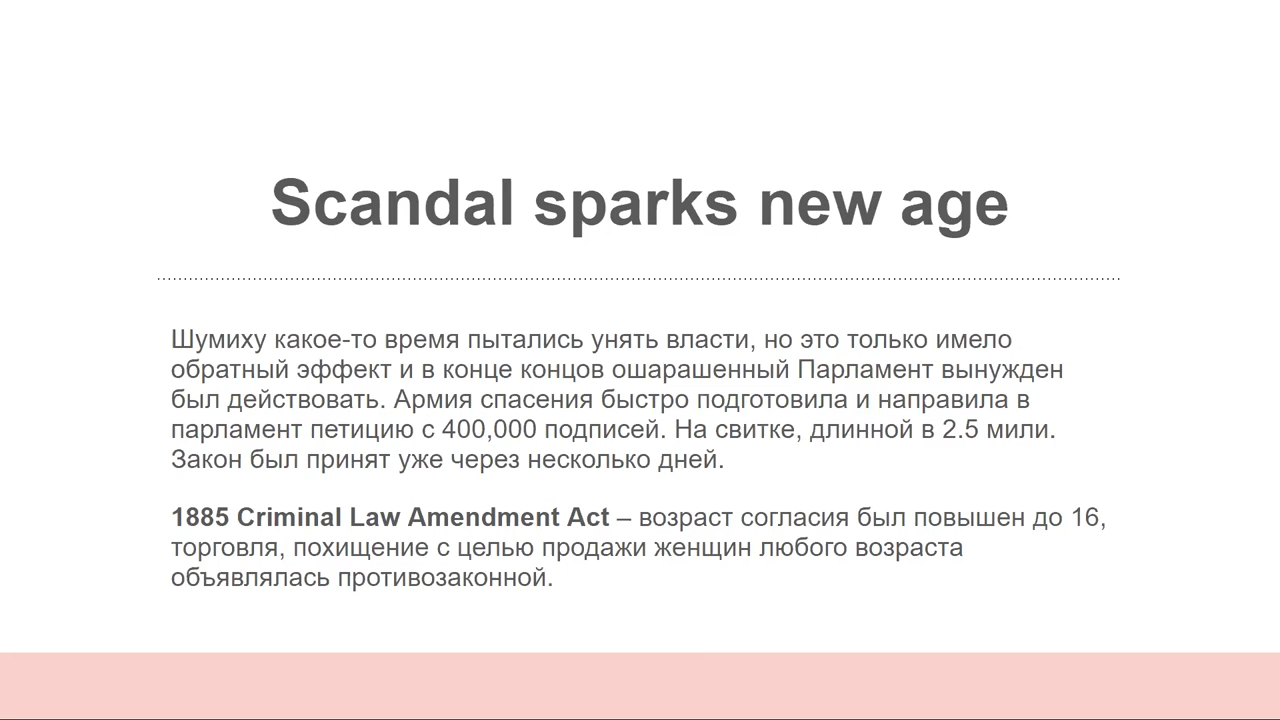 Scandal sparks new age
Шумиху какое-то время пытались унять власти, но это только имело
обратный эффект и в конце концов ошарашенный Парламент вынужден
был действовать. Армия спасения быстро подготовила и направила в
парламент петицию с 400,000 подписей. На свитке, длинной в 2.5 мили.
Закон был принят уже через несколько дней.
1885 Criminal Law Amendment Act – возраст согласия был повышен до 16,
торговля, похищение с целью продажи женщин любого возраста
объявлялась противозаконной.